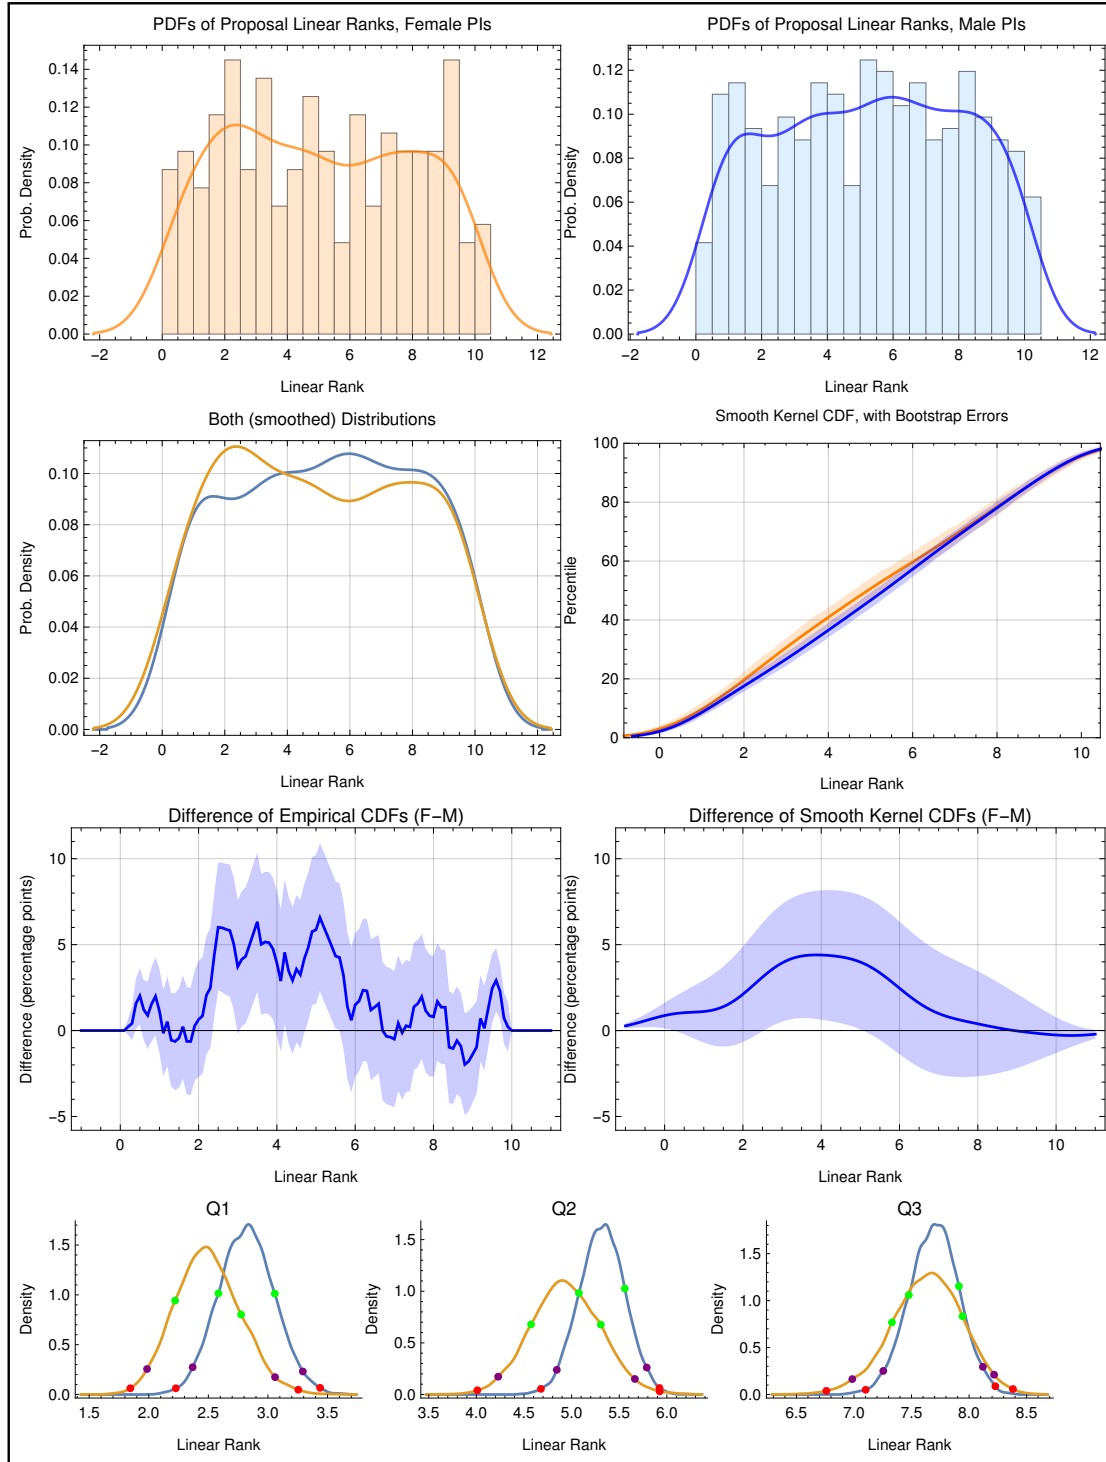 PDFs of Proposal Linear Ranks, Female PIs
Prob. Density
0.14
0.12
0.10
0.08
0.06
0.04
0.02
0.00
−2 0 2 4 6 8 10 12
Linear Rank
PDFs of Proposal Linear Ranks, Male PIs
Prob. Density
0.12
0.10
0.08
0.06
0.04
0.02
0.00
−2 0 2 4 6 8 10 12
Linear Rank
Both (smoothed) Distributions
Prob. Density
0.10
0.08
0.06
0.04
0.02
0.00
−2 0 2 4 6 8 10 12
Linear Rank
Smooth Kernel CDF, with Bootstrap Errors
Percentile
100
80
60
40
20
0
0 2 4 6 8 10
Linear Rank
Difference of Empirical CDFs (F−M)
Difference (percentage points)
10
5
0
−5
0 2 4 6 8 10
Linear Rank
Difference of Smooth Kernel CDFs (F−M)
Difference (percentage points)
10
5
0
−5
0 2 4 6 8 10
Linear Rank
Q1
Density
1.5
1.0
0.5
0.0
1.5 2.0 2.5 3.0 3.5
Linear Rank
Q2
Density
1.5
1.0
0.5
0.0
3.5 4.0 4.5 5.0 5.5 6.0
Linear Rank
Q3
Density
1.5
1.0
0.5
0.0
6.5 7.0 7.5 8.0 8.5
Linear Rank